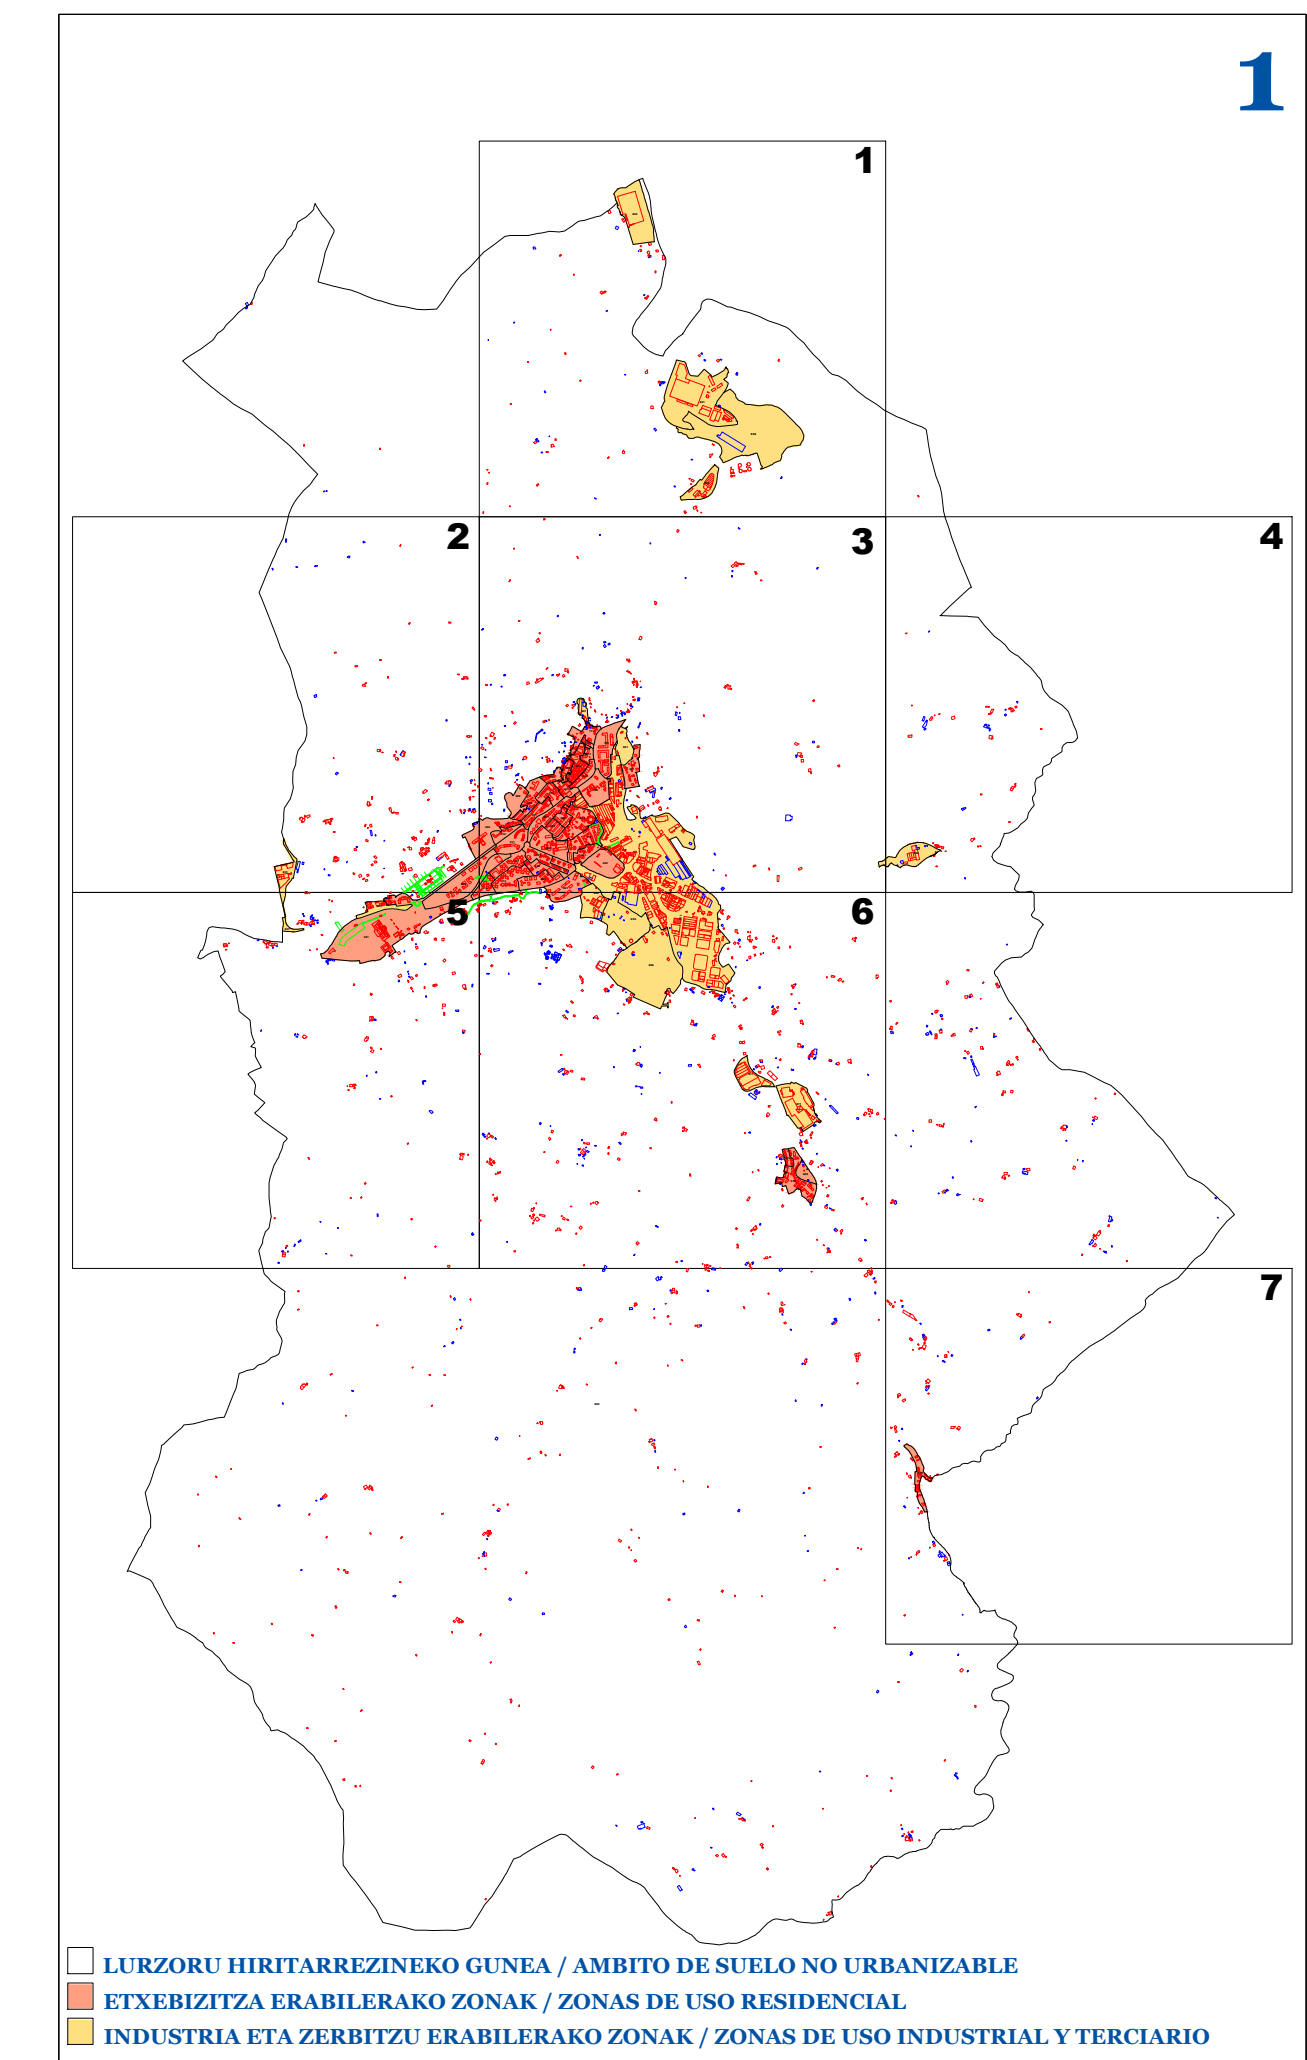 1
1
2
3
4
5
6
7
LURZORU HIRITARREZINEKO GUNEA / AMBITO DE SUELO NO URBANIZABLE
ETXEBIZITZA ERABILERAKO ZONAK / ZONAS DE USO RESIDENCIAL
INDUSTRIA ETA ZERBITZU ERABILERAKO ZONAK / ZONAS DE USO INDUSTRIAL Y TERCIARIO